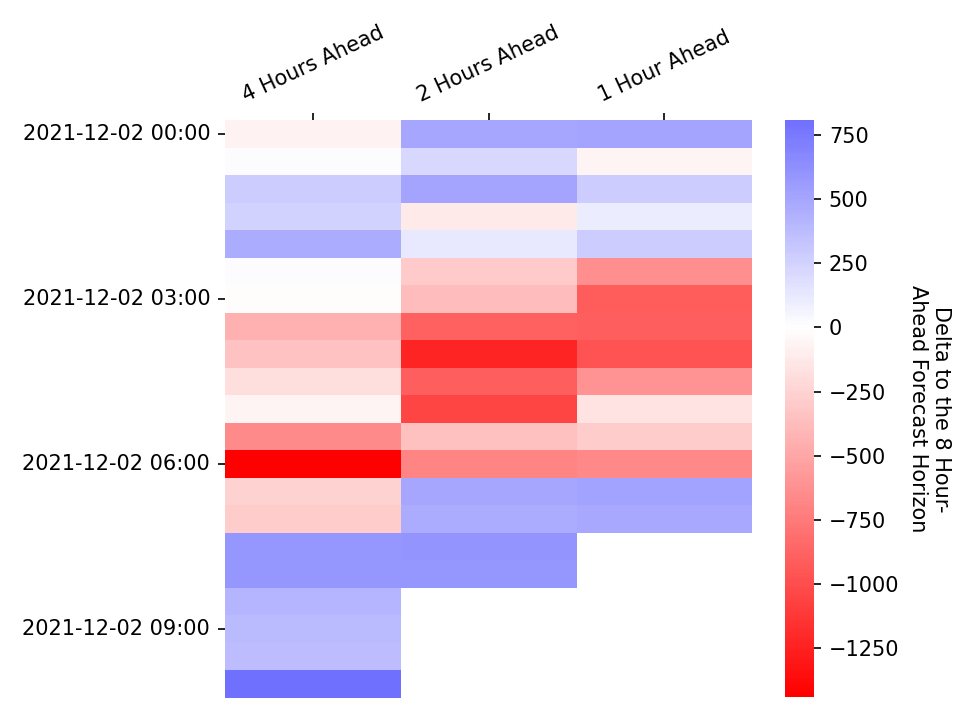 4 Hours Ahead
2 Hours Ahead
1 Hour Ahead
2021-12-02 00:00
2021-12-02 03:00
2021-12-02 06:00
2021-12-02 09:00
750
500
250
0
−250
−500
−750
−1000
−1250
Delta to the 8 Hour-
Ahead Forecast Horizon